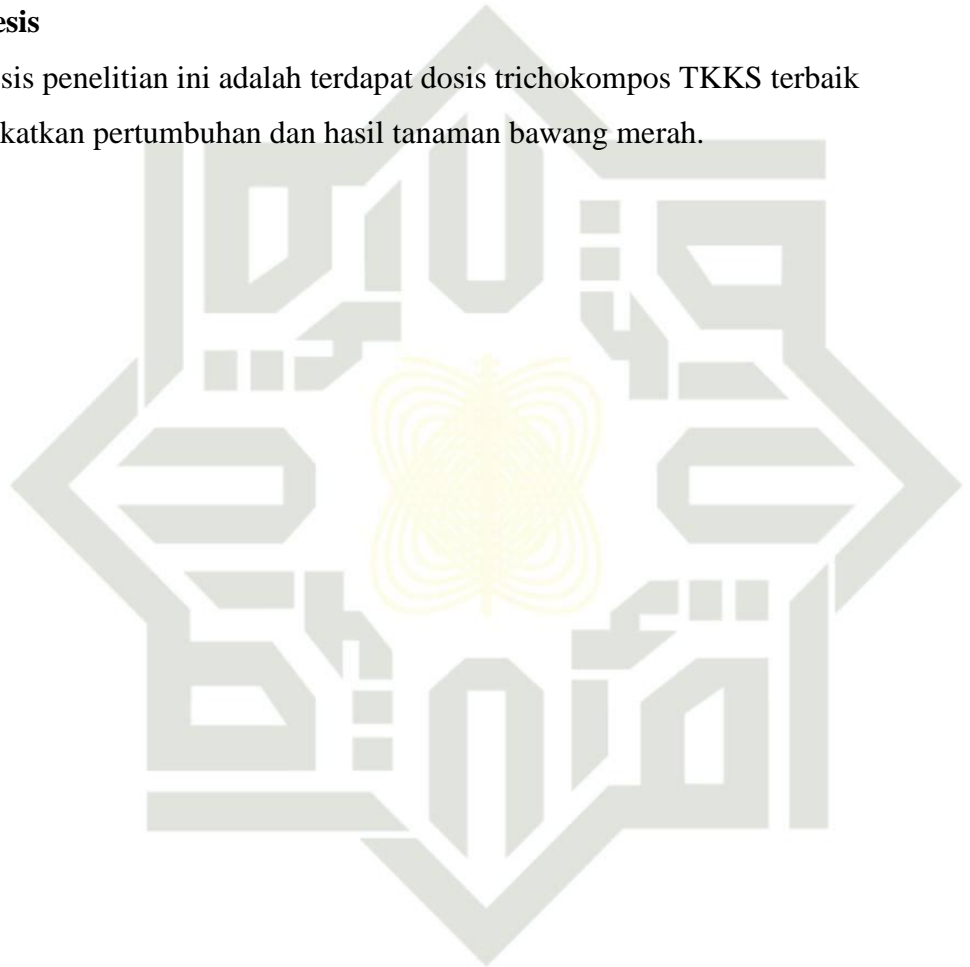 esis
sis penelitian ini adalah terdapat dosis trichokompos TKKS terbaik
katkan pertumbuhan dan hasil tanaman bawang merah.